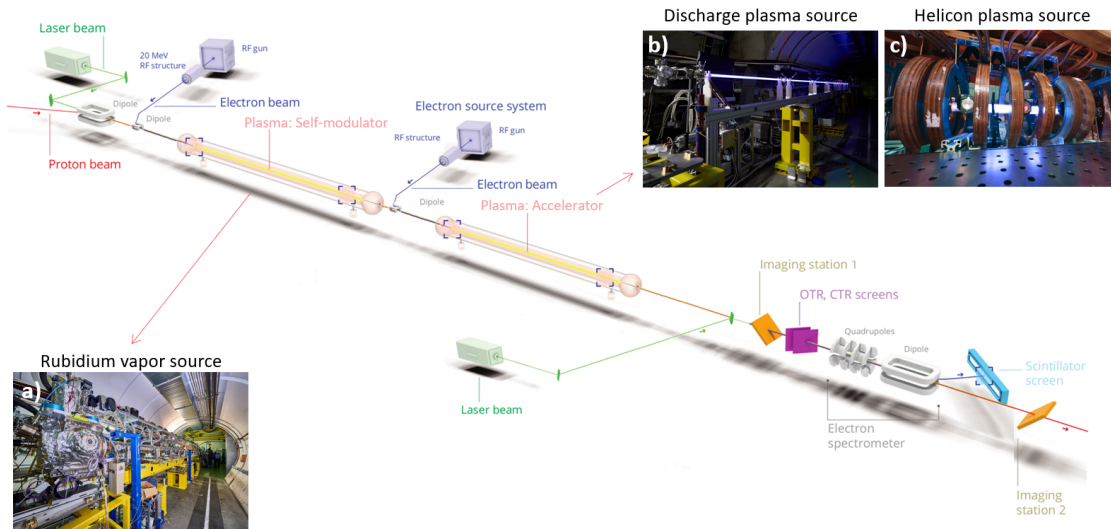 Discharge plasma source
Helicon plasma source
b)
c)
Laser beam
20 MeV
RF structure
RF gun
Dipole
Electron beam
Dipole
Electron source system
Plasma: Self-modulator
RF structure
RF gun
Proton beam
Electron beam
Dipole
Plasma: Accelerator
Imaging station 1
OTR, CTR screens
Quadrupoles
Dipole
Rubidium vapor source
Scintillator
screen
a)
Laser beam
Electron
spectrometer
Imaging
station 2